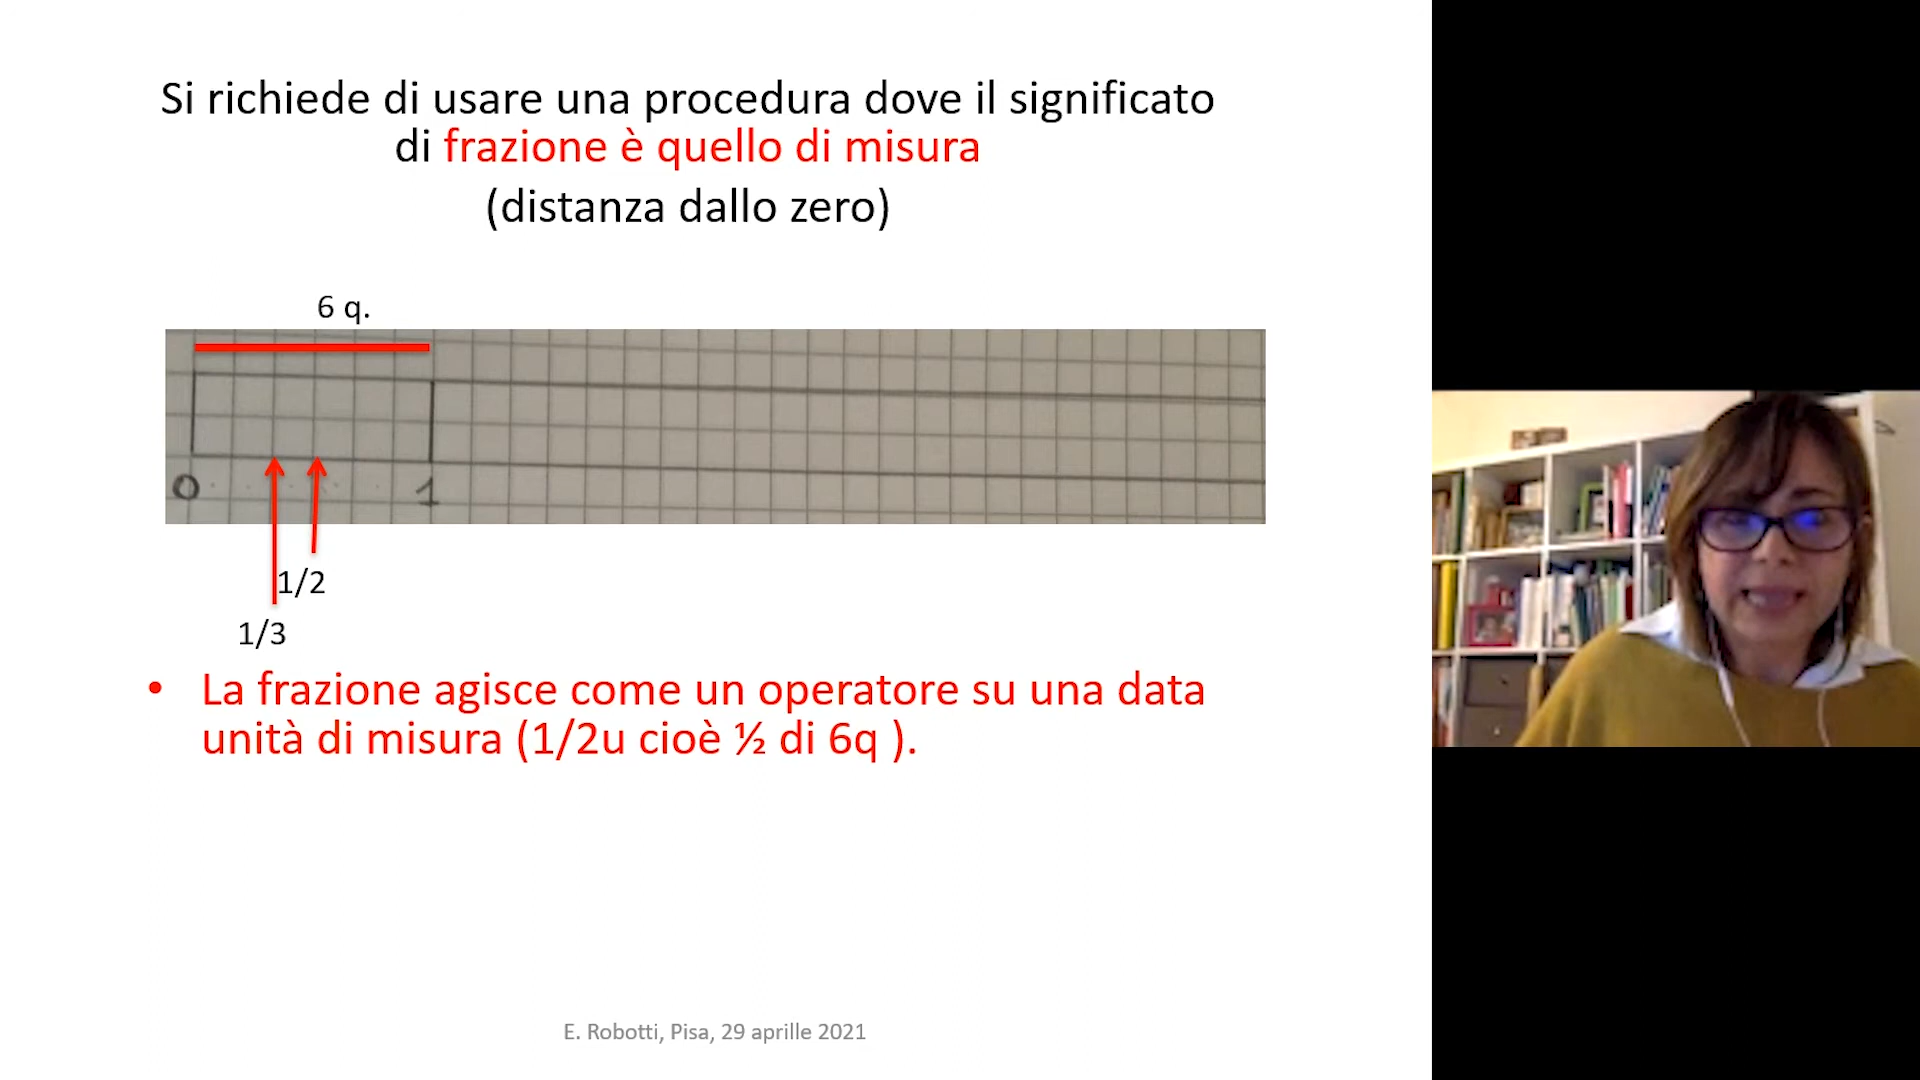 Si richiede di usare una procedura dove il significato
di frazione è quello di misura
(distanza dallo zero)
6 q.
0 1
1/2
1/3
• La frazione agisce come un operatore su una data
unità di misura (1/2u cioè ½ di 6q ).
E. Robotti, Pisa, 29 aprille 2021